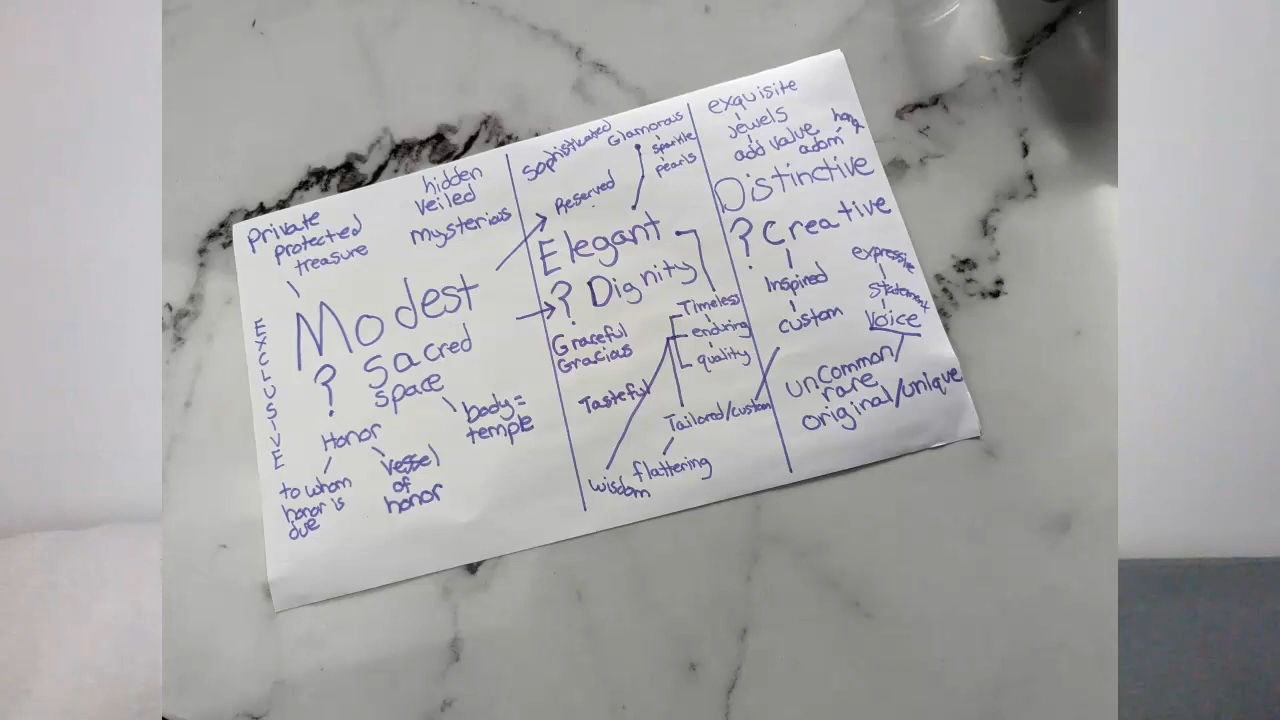 private
protected
treasure
hidden
veiled
mysterious
EXCLUSIVE
Modest
?
Sacred
space
body =
temple
Honor
to whom
honor is
due
vessel
of
honor
Sophisticated
Glamorous
sparkle
pearls
Reserved
Elegant
? Dignity
Graceful
Gracias
Timeless
enduring
quality
Tasteful
Tailored/custom
flattering
wisdom
exquisite
jewels
add value
adorn
Distinctive
? Creative
Inspired
custom
expressive
statement
Voice
uncommon/
rare
original/unique